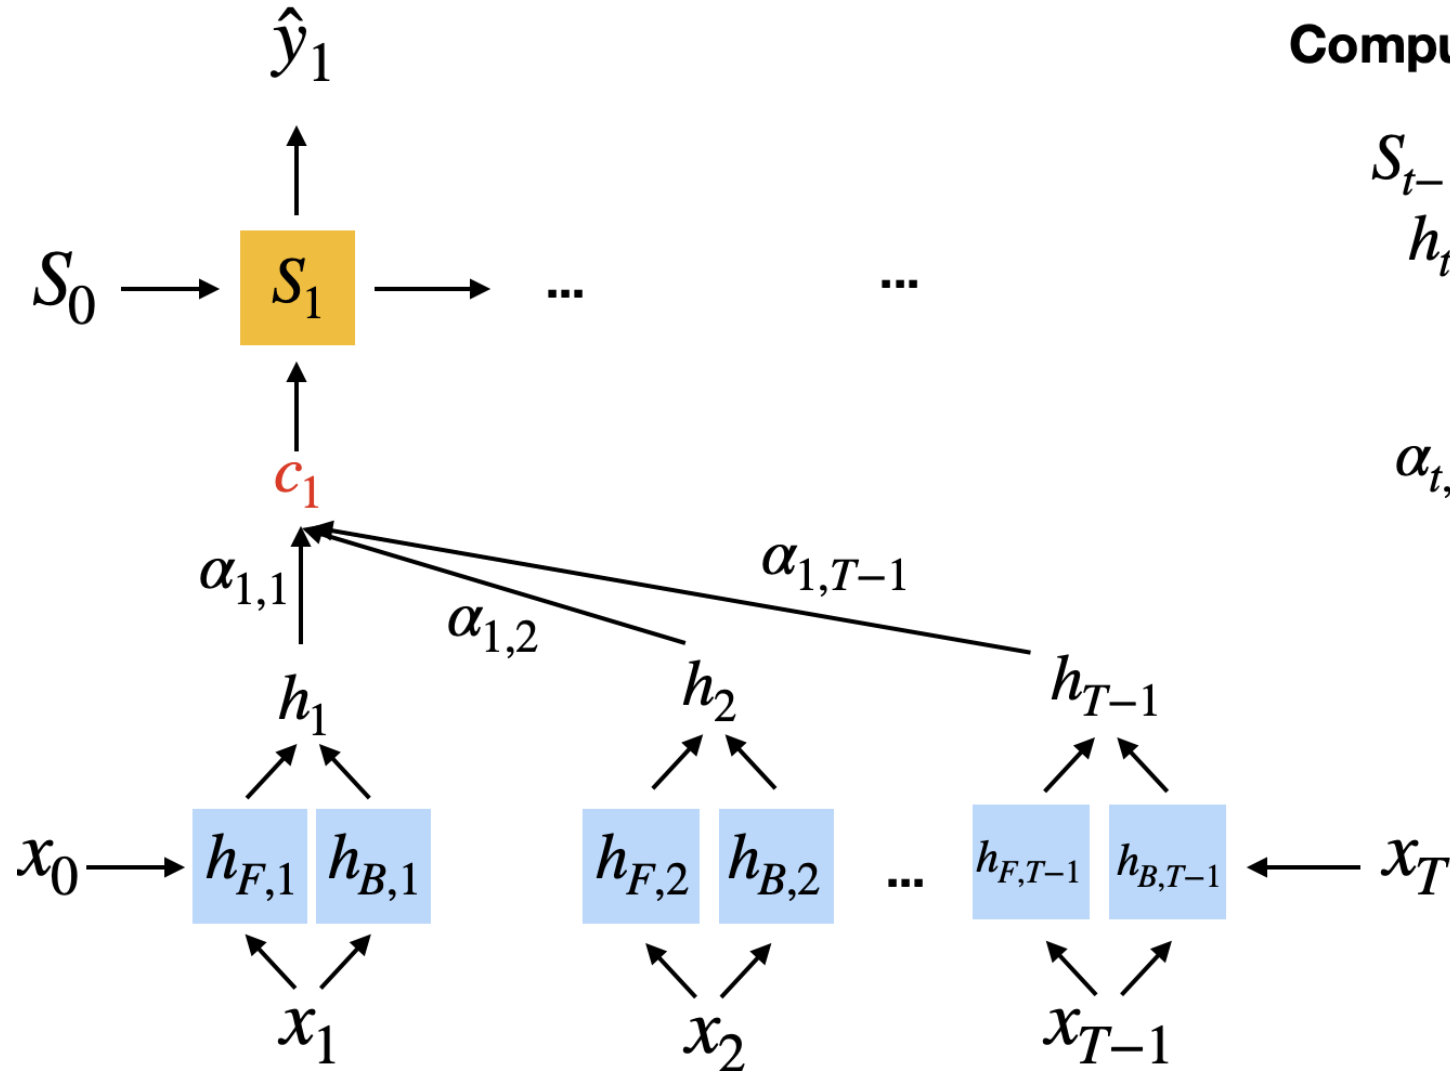 ŷ₁
Compu
Sₜ₋
hₜ
S₀ S₁ ... ...
c₁
αₜ,
α₁,₁ α₁,₂ α₁,T₋₁
h₁ h₂ hT₋₁
x₀ hF,₁ hB,₁ hF,₂ hB,₂ ... hF,T₋₁ hB,T₋₁ xT
x₁ x₂ xT₋₁